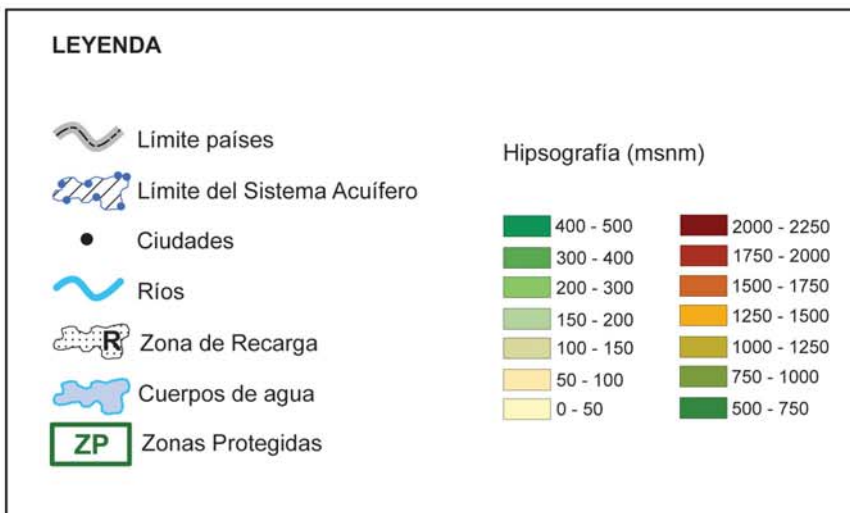 LEYENDA
Límite países
Límite del Sistema Acuífero
Ciudades
Ríos
R Zona de Recarga
Cuerpos de agua
ZP Zonas Protegidas
Hipsografía (msnm)
400 - 500
300 - 400
200 - 300
150 - 200
100 - 150
50 - 100
0 - 50
2000 - 2250
1750 - 2000
1500 - 1750
1250 - 1500
1000 - 1250
750 - 1000
500 - 750